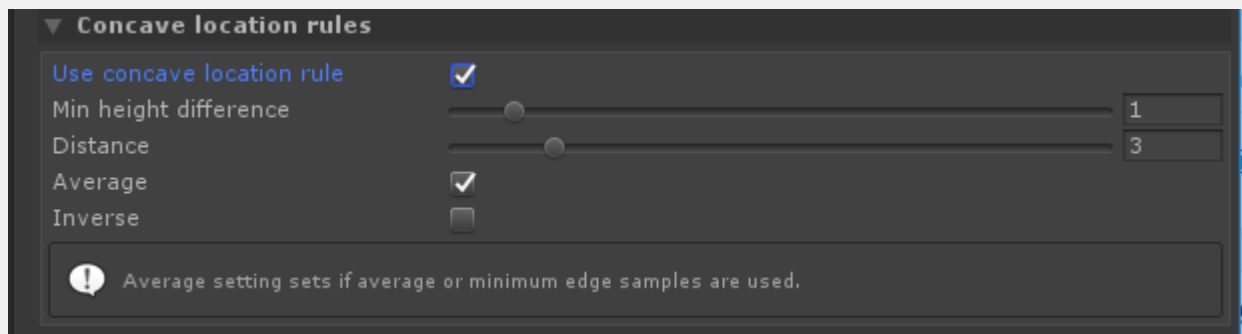 Concave location rules
Use concave location rule
Min height difference 1
Distance 3
Average
Inverse
Average setting sets if average or minimum edge samples are used.